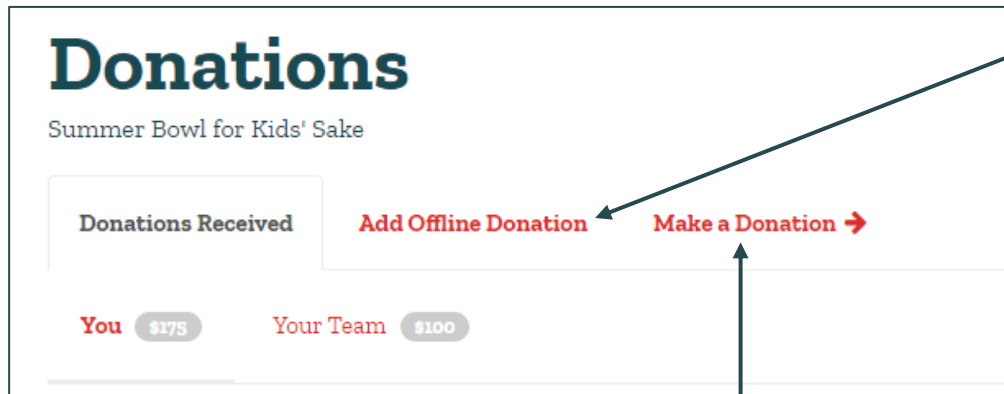 Donations
Summer Bowl for Kids' Sake
Donations Received Add Offline Donation Make a Donation
You $175 Your Team $100